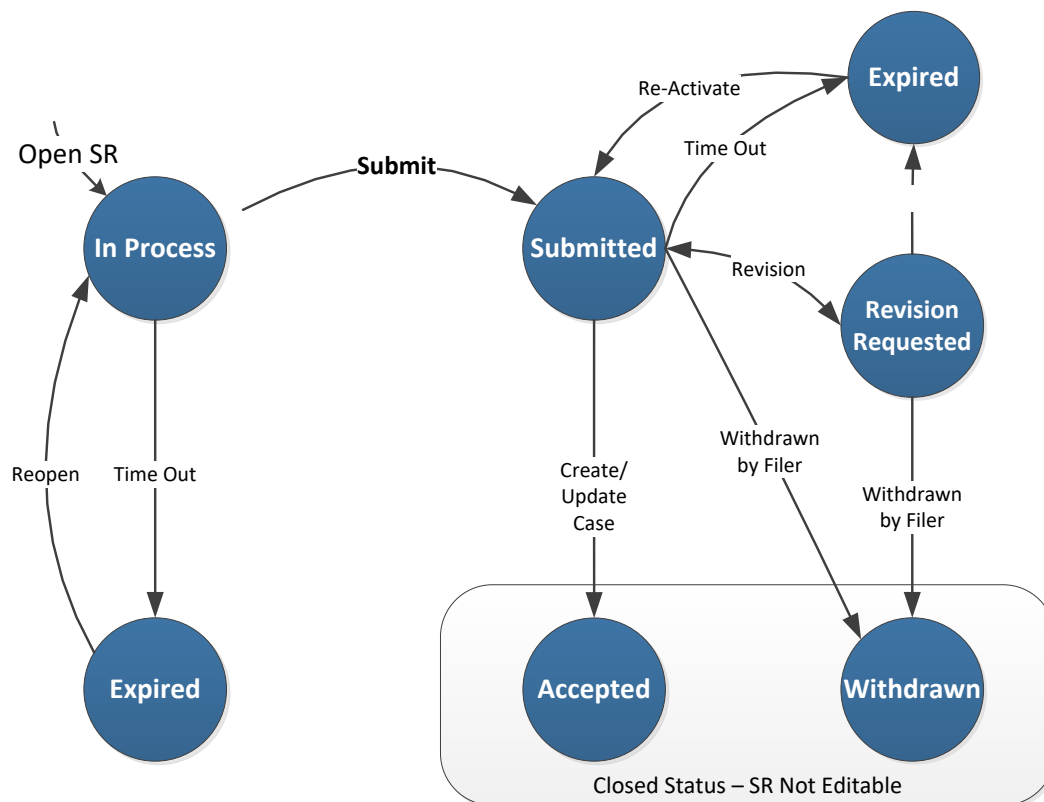 Expired
Re-Activate
Time Out
Open SR
Submit
In Process
Submitted
Revision
Revision
Requested
Reopen
Time Out
Withdrawn
by Filer
Create/
Update
Case
Withdrawn
by Filer
Expired
Accepted
Withdrawn
Closed Status – SR Not Editable